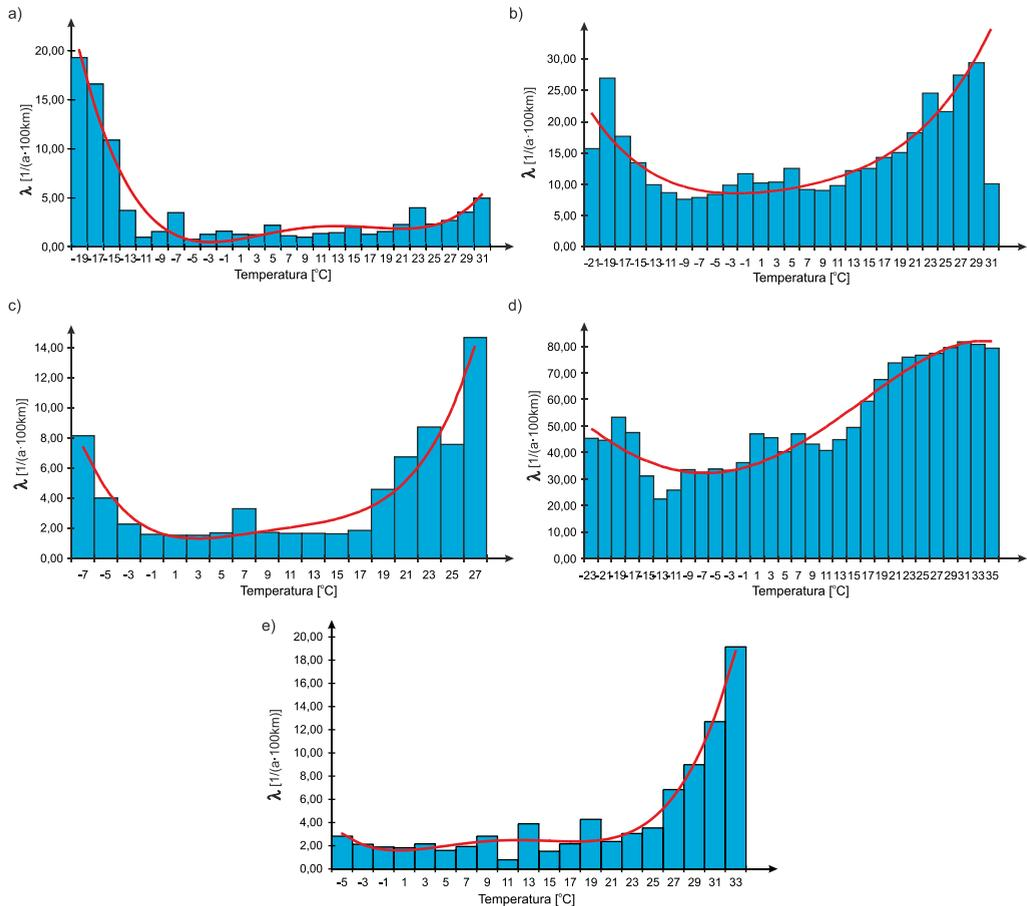 a)
20,00
15,00
10,00
5,00
0,00
λ [1/(a·100km)]
-19 -17 -15 -13 -11 -9 -7 -5 -3 -1 1 3 5 7 9 11 13 15 17 19 21 23 25 27 29 31
Temperatura [°C]
b)
30,00
25,00
20,00
15,00
10,00
5,00
0,00
λ [1/(a·100km)]
-21 -19 -17 -15 -13 -11 -9 -7 -5 -3 -1 1 3 5 7 9 11 13 15 17 19 21 23 25 27 29 31
Temperatura [°C]
c)
14,00
12,00
10,00
8,00
6,00
4,00
2,00
0,00
λ [1/(a·100km)]
-7 -5 -3 -1 1 3 5 7 9 11 13 15 17 19 21 23 25 27
Temperatura [°C]
d)
80,00
70,00
60,00
50,00
40,00
30,00
20,00
10,00
0,00
λ [1/(a·100km)]
-23 -21 -19 -17 -15 -13 -11 -9 -7 -5 -3 -1 1 3 5 7 9 11 13 15 17 19 21 23 25 27 29 31 33 35
Temperatura [°C]
e)
20,00
18,00
16,00
14,00
12,00
10,00
8,00
6,00
4,00
2,00
0,00
λ [1/(a·100km)]
-5 -3 -1 1 3 5 7 9 11 13 15 17 19 21 23 25 27 29 31 33
Temperatura [°C]